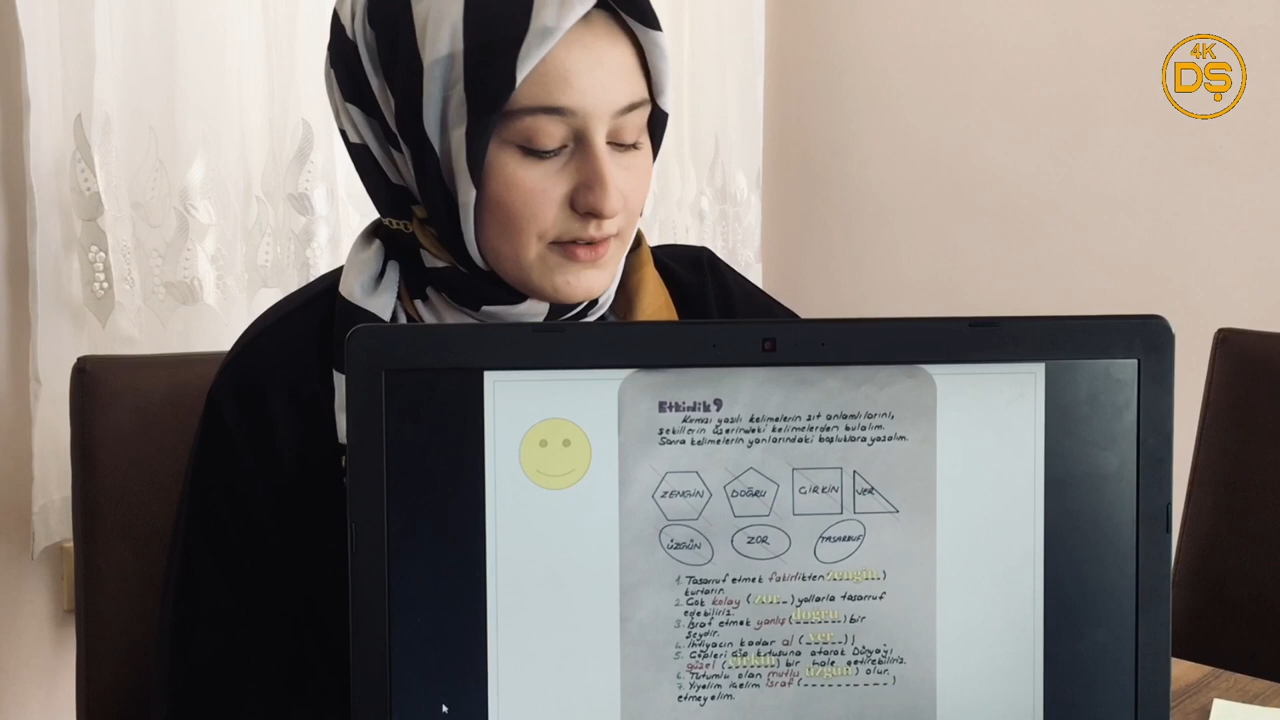 4K
DŞ
Etkinlik 9
Kırmızı yazılı kelimelerin zıt anlamlılarını,
şekillerin üzerindeki kelimelerden bulalım.
Sonra kelimelerin yanlarındaki boşluklara yazalım.
ZENGİN DOĞRU ÇİRKİN VER
ÜZGÜN ZOR TASARRUF
1. Tasarruf etmek fakirlikten (zengin)
kurtarır.
2. Çok kolay (zor) yollarla tasarruf
edebiliriz.
3. İsraf etmek yanlış (doğru) bir
şeydir.
4. İhtiyacın kadar al (ver)!
5. Çöpleri çöp kutusuna atarak Dünya'yı
güzel (çirkin) bir hale getirebiliriz.
6. Tutumlu olan mutlu (üzgün) olur.
7. Yiyelim içelim israf (_ _ _ _ _ _ _ _ _ _ _)
etmeyelim.